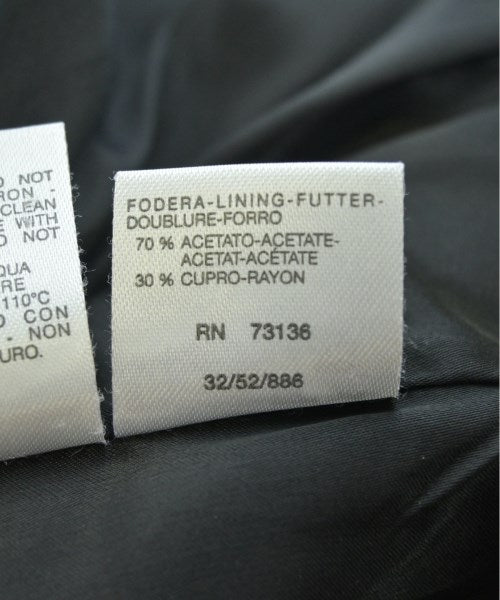 NOT
RON -
CLEAN
WITH
NOT
QUA
RE
110°C
CON
- NON
URO.
FODERA-LINING-FUTTER-
DOUBLURE-FORRO
70 % ACETATO-ACETATE-
ACETAT-ACÉTATE
30 % CUPRO-RAYON
RN 73136
32/52/886